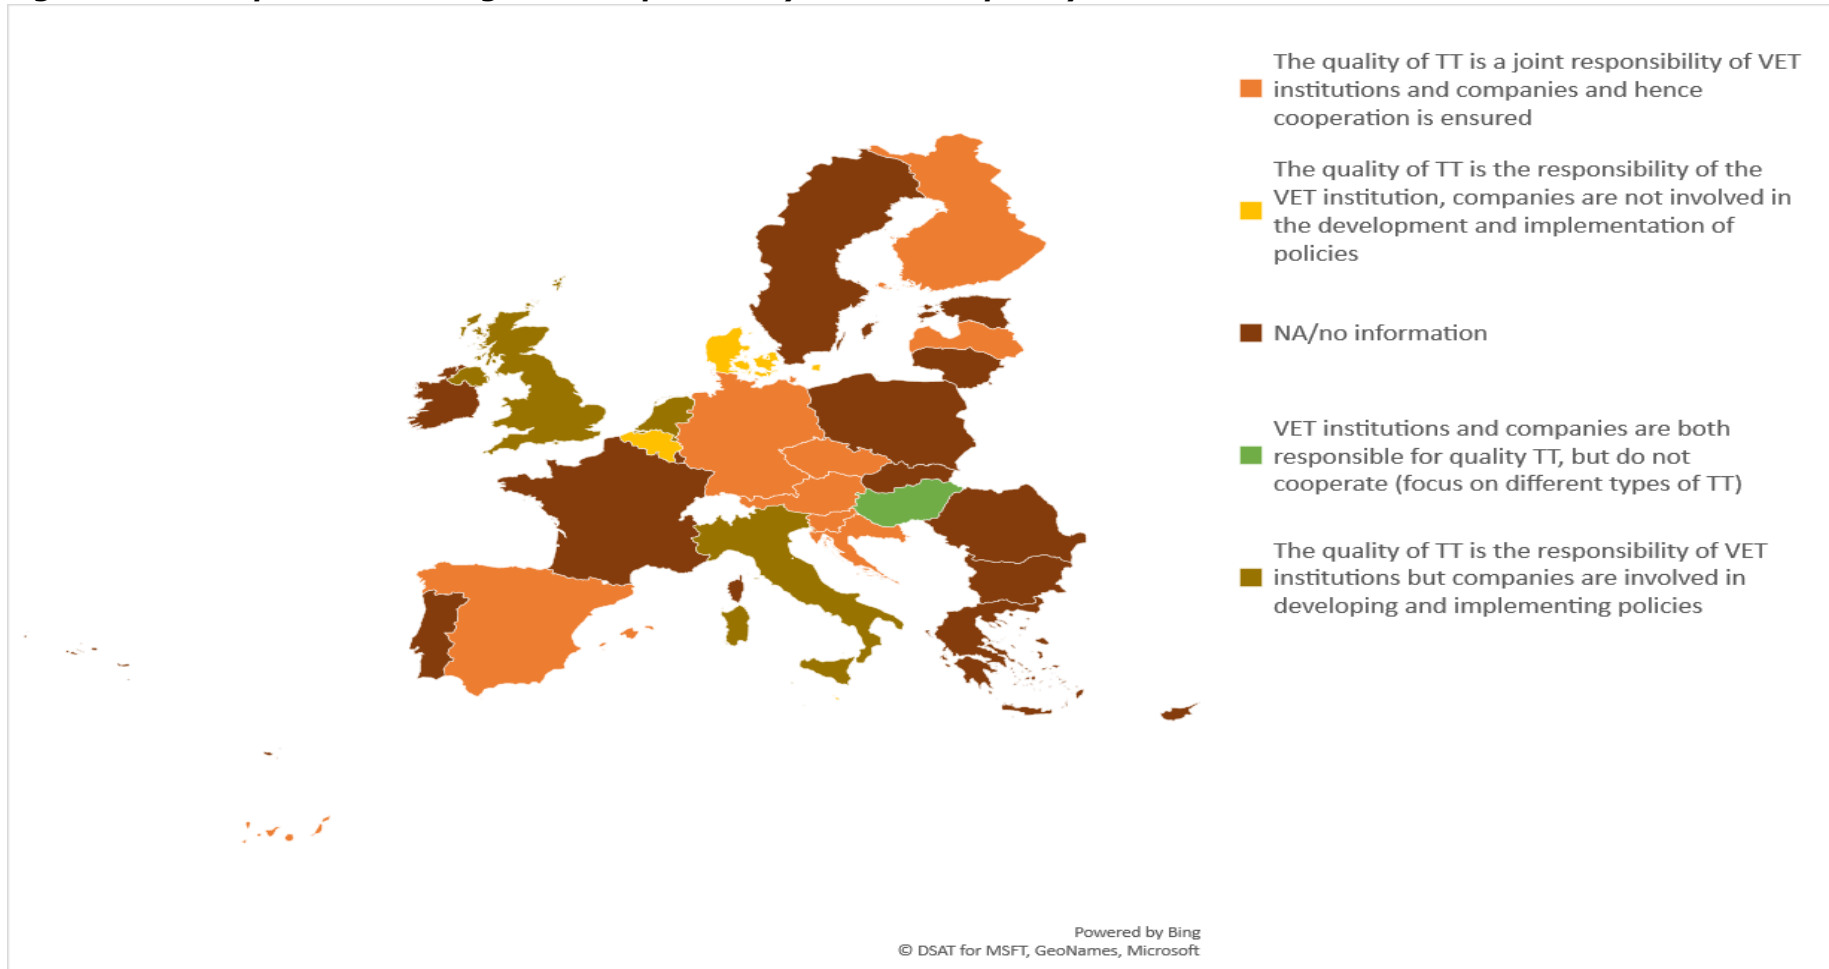 The quality of TT is a joint responsibility of VET
institutions and companies and hence
cooperation is ensured
The quality of TT is the responsibility of the
VET institution, companies are not involved in
the development and implementation of
policies
NA/no information
VET institutions and companies are both
responsible for quality TT, but do not
cooperate (focus on different types of TT)
The quality of TT is the responsibility of VET
institutions but companies are involved in
developing and implementing policies
Powered by Bing
© DSAT for MSFT, GeoNames, Microsoft